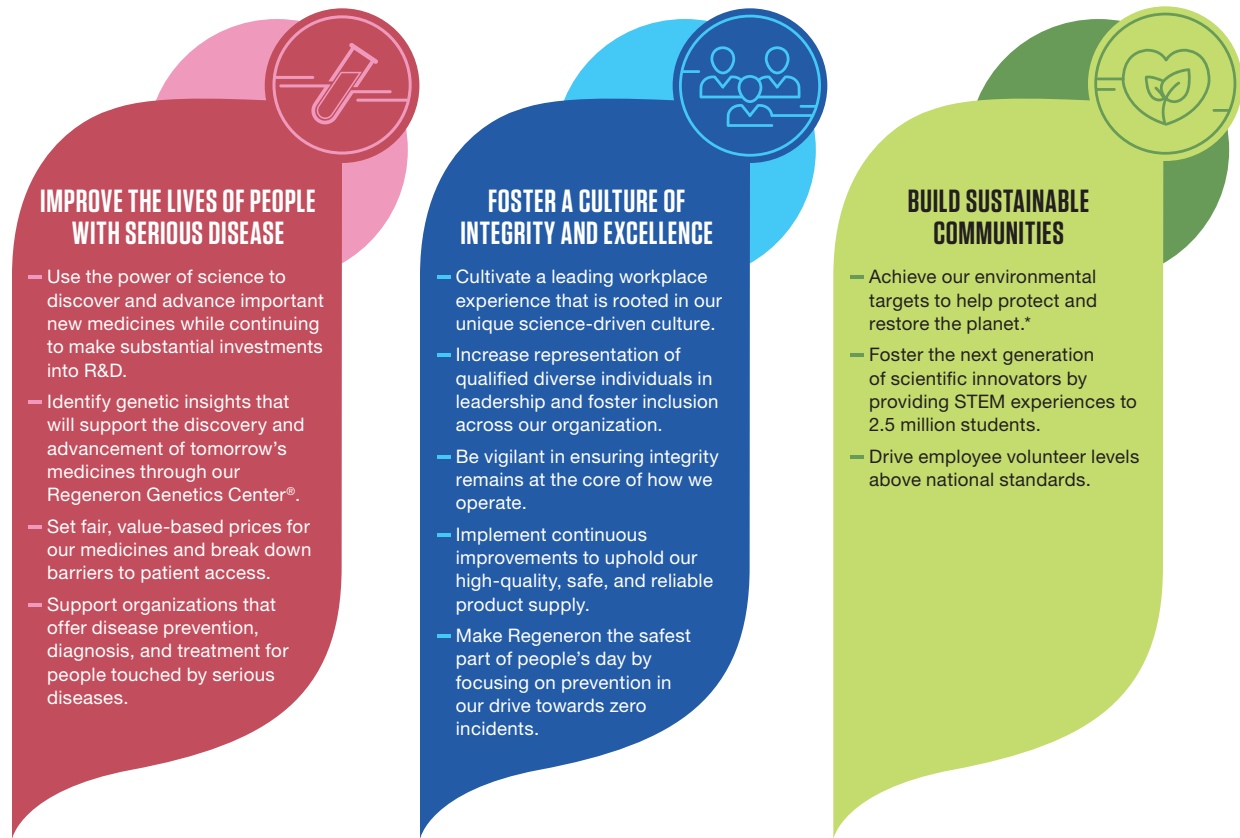 IMPROVE THE LIVES OF PEOPLE
WITH SERIOUS DISEASE
— Use the power of science to
discover and advance important
new medicines while continuing
to make substantial investments
into R&D.
— Identify genetic insights that
will support the discovery and
advancement of tomorrow’s
medicines through our
Regeneron Genetics Center®.
— Set fair, value-based prices for
our medicines and break down
barriers to patient access.
— Support organizations that
offer disease prevention,
diagnosis, and treatment for
people touched by serious
diseases.
FOSTER A CULTURE OF
INTEGRITY AND EXCELLENCE
— Cultivate a leading workplace
experience that is rooted in our
unique science-driven culture.
— Increase representation of
qualified diverse individuals in
leadership and foster inclusion
across our organization.
— Be vigilant in ensuring integrity
remains at the core of how we
operate.
— Implement continuous
improvements to uphold our
high-quality, safe, and reliable
product supply.
— Make Regeneron the safest
part of people’s day by
focusing on prevention in
our drive towards zero
incidents.
BUILD SUSTAINABLE
COMMUNITIES
— Achieve our environmental
targets to help protect and
restore the planet.*
— Foster the next generation
of scientific innovators by
providing STEM experiences to
2.5 million students.
— Drive employee volunteer levels
above national standards.